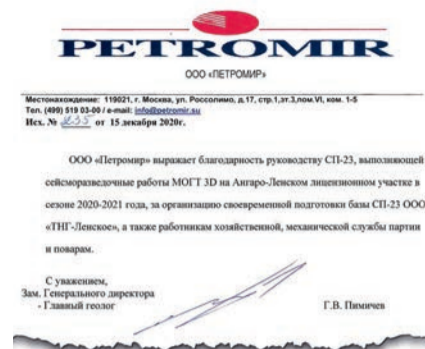 PETROMIR
ООО «ПЕТРОМИР»
Местонахождение: 119021, г. Москва, ул. Россолимо, д.17, стр.1,эт.3,пом.VI, ком. 1-5
Тел. (499) 519 03-00 / e-mail: info@petromir.su
Исх. № от 15 декабря 2020г.
ООО «Петромир» выражает благодарность руководству СП-23, выполняющей
сейсморазведочные работы МОГТ 3D на Ангаро-Ленском лицензионном участке в
сезоне 2020-2021 года, за организацию своевременной подготовки базы СП-23 ООО
«ТНГ-Ленское», а также работникам хозяйственной, механической службы партии
и поварам.
С уважением,
Зам. Генерального директора
- Главный геолог Г.В. Пимичев